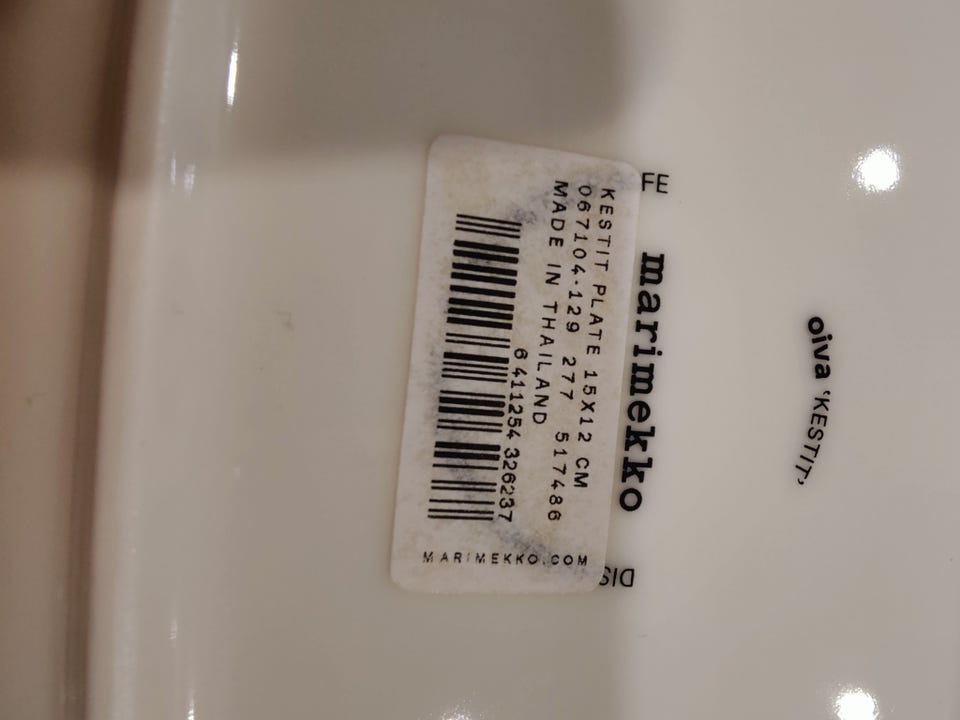 KESTIT PLATE 15X12 CM
067104-129 277 517486
MADE IN THAILAND
6 411254 326237
MARIMEKKO.COM
FE
marimekko
DIS
oiva 'KESTIT'